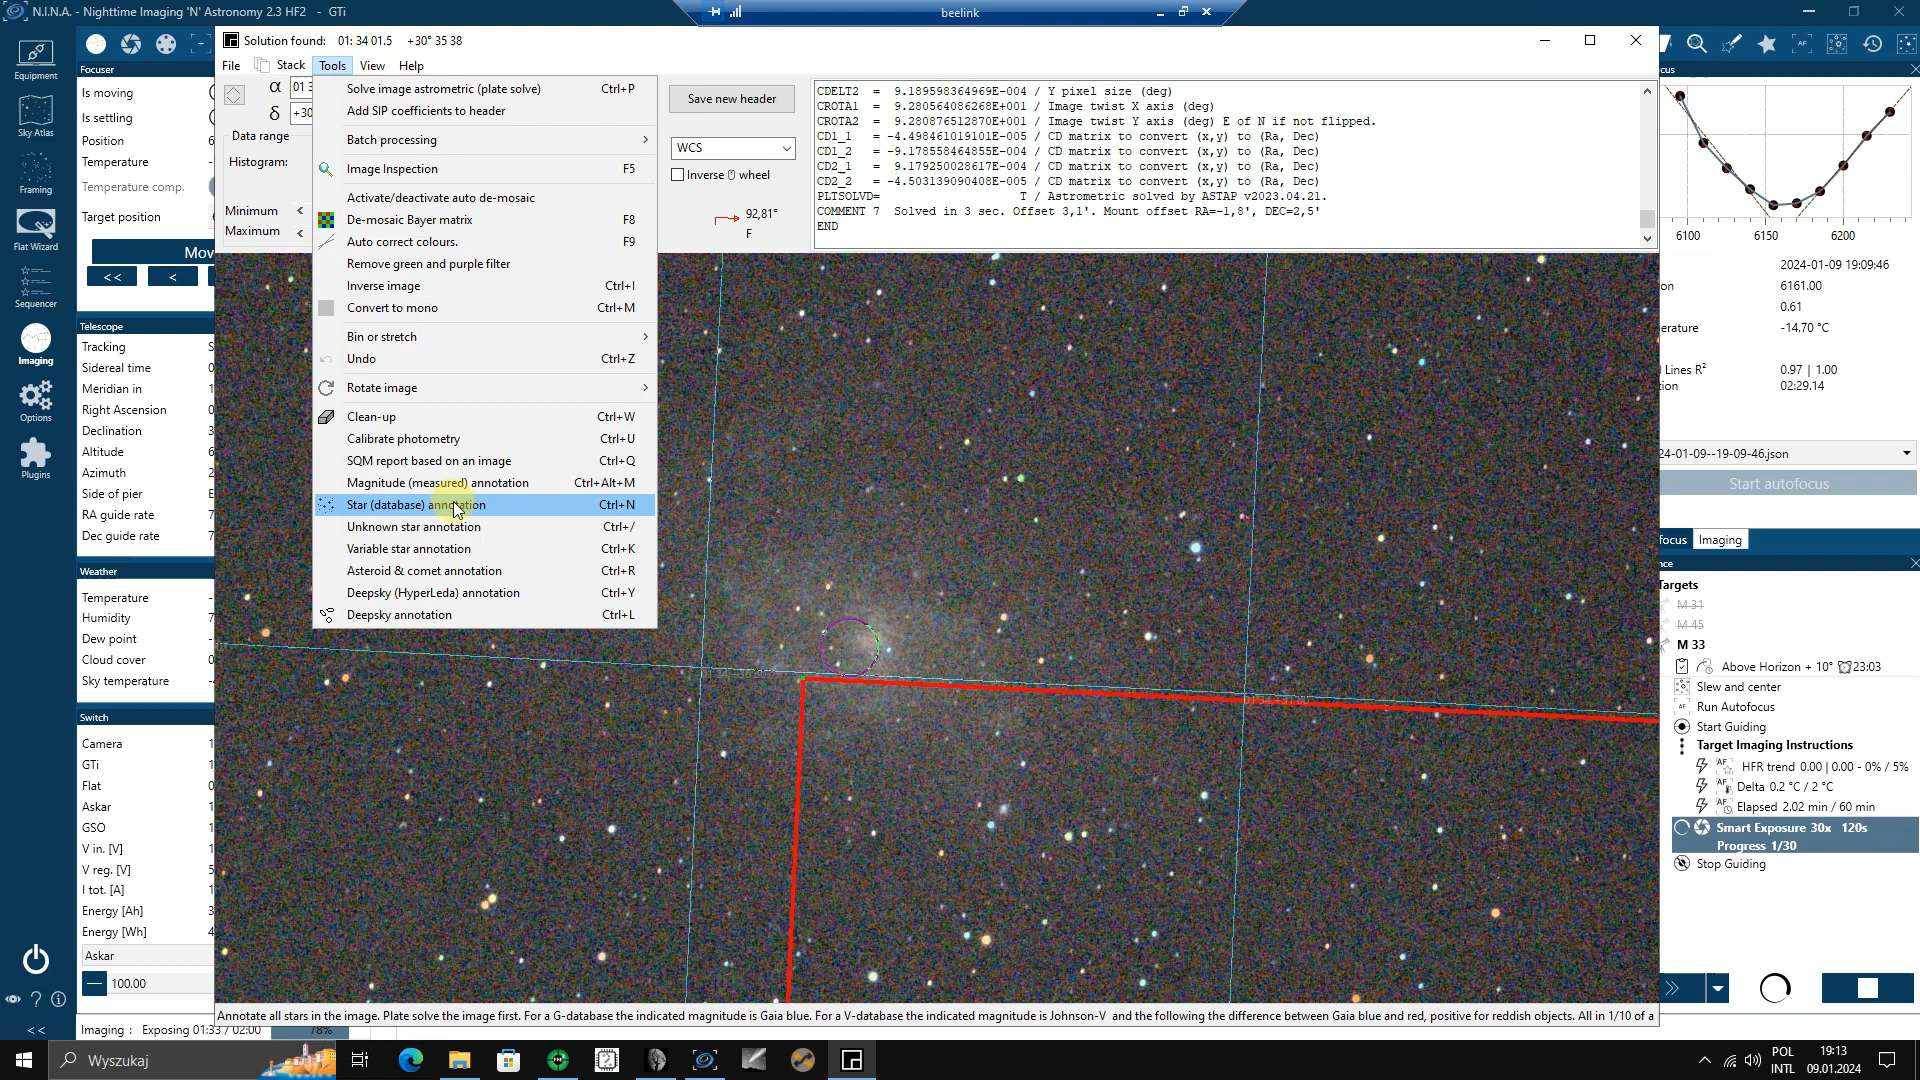 N.I.N.A. - Nighttime Imaging 'N' Astronomy 2.3 HF2 - GTi
beelink
Equipment
Sky Atlas
Framing
Flat Wizard
Sequencer
Imaging
Options
Plugins
Focuser
Is moving
Is settling
Position
Temperature
Temperature comp.
Target position
Mov
<<
<
Telescope
Tracking
Sidereal time
Meridian in
Right Ascension
Declination
Altitude
Azimuth
Side of pier
RA guide rate
Dec guide rate
Weather
Temperature
Humidity
Dew point
Cloud cover
Sky temperature
Switch
Camera
GTi
Flat
Askar
GSO
V in. [V]
V reg. [V]
I tot. [A]
Energy [Ah]
Energy [Wh]
Askar
100.00
Imaging : Exposing 01:33 / 02:00 78%
Solution found: 01: 34 01.5 +30° 35 38
File Stack Tools View Help
α 01 3
δ +30
Data range
Histogram:
Minimum <
Maximum <
Solve image astrometric (plate solve) Ctrl+P
Add SIP coefficients to header
Batch processing
Image Inspection F5
Activate/deactivate auto de-mosaic
De-mosaic Bayer matrix F8
Auto correct colours. F9
Remove green and purple filter
Inverse image Ctrl+I
Convert to mono Ctrl+M
Bin or stretch
Undo Ctrl+Z
Rotate image
Clean-up Ctrl+W
Calibrate photometry Ctrl+U
SQM report based on an image Ctrl+Q
Magnitude (measured) annotation Ctrl+Alt+M
Star (database) annotation Ctrl+N
Unknown star annotation Ctrl+/
Variable star annotation Ctrl+K
Asteroid & comet annotation Ctrl+R
Deepsky (HyperLeda) annotation Ctrl+Y
Deepsky annotation Ctrl+L
Save new header
WCS
Inverse wheel
92,81°
F
CDELT2 = 9.189598364969E-004 / Y pixel size (deg)
CROTA1 = 9.280564086268E+001 / Image twist X axis (deg)
CROTA2 = 9.280876512870E+001 / Image twist Y axis (deg) E of N if not flipped.
CD1_1 = -4.498461019101E-005 / CD matrix to convert (x,y) to (Ra, Dec)
CD1_2 = -9.178558464855E-004 / CD matrix to convert (x,y) to (Ra, Dec)
CD2_1 = 9.179250028617E-004 / CD matrix to convert (x,y) to (Ra, Dec)
CD2_2 = -4.503139090408E-005 / CD matrix to convert (x,y) to (Ra, Dec)
PLTSOLVD= T / Astrometric solved by ASTAP v2023.04.21.
COMMENT 7 Solved in 3 sec. Offset 3,1'. Mount offset RA=-1,8', DEC=2,5'
END
Annotate all stars in the image. Plate solve the image first. For a G-database the indicated magnitude is Gaia blue. For a V-database the indicated magnitude is Johnson-V and the following the difference between Gaia blue and red, positive for reddish objects. All in 1/10 of a
cus
6100 6150 6200
2024-01-09 19:09:46
on 6161.00
0.61
erature -14.70 °C
Lines R² 0.97 | 1.00
ion 02:29.14
24-01-09--19-09-46.json
Start autofocus
focus Imaging
nce
Targets
M 31
M 45
M 33
Above Horizon + 10° 23:03
Slew and center
AF Run Autofocus
Start Guiding
Target Imaging Instructions
AF HFR trend 0.00 | 0.00 - 0% / 5%
AF Delta 0.2 °C / 2 °C
AF Elapsed 2.02 min / 60 min
Smart Exposure 30x 120s
Progress 1/30
Stop Guiding
<<
Wyszukaj
POL
INTL
19:13
09.01.2024